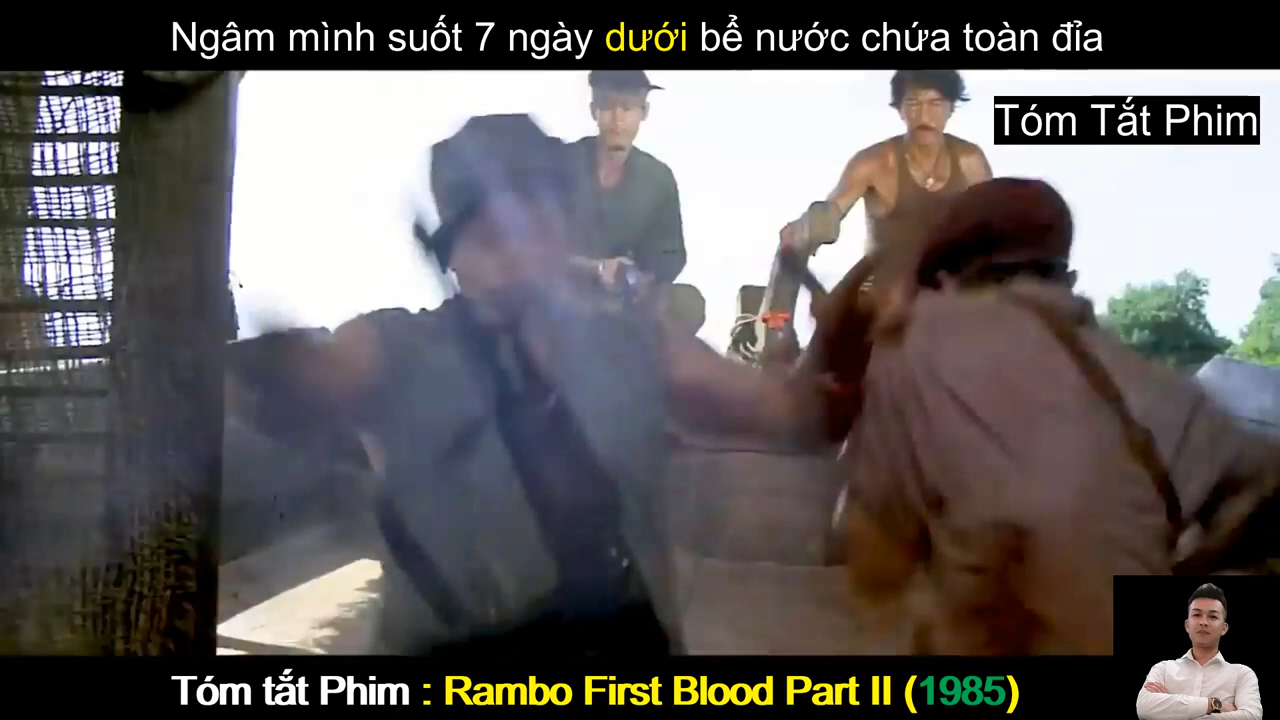 Ngâm mình suốt 7 ngày dưới bể nước chứa toàn đỉa
Tóm Tắt Phim
Tóm tắt Phim : Rambo First Blood Part II (1985)